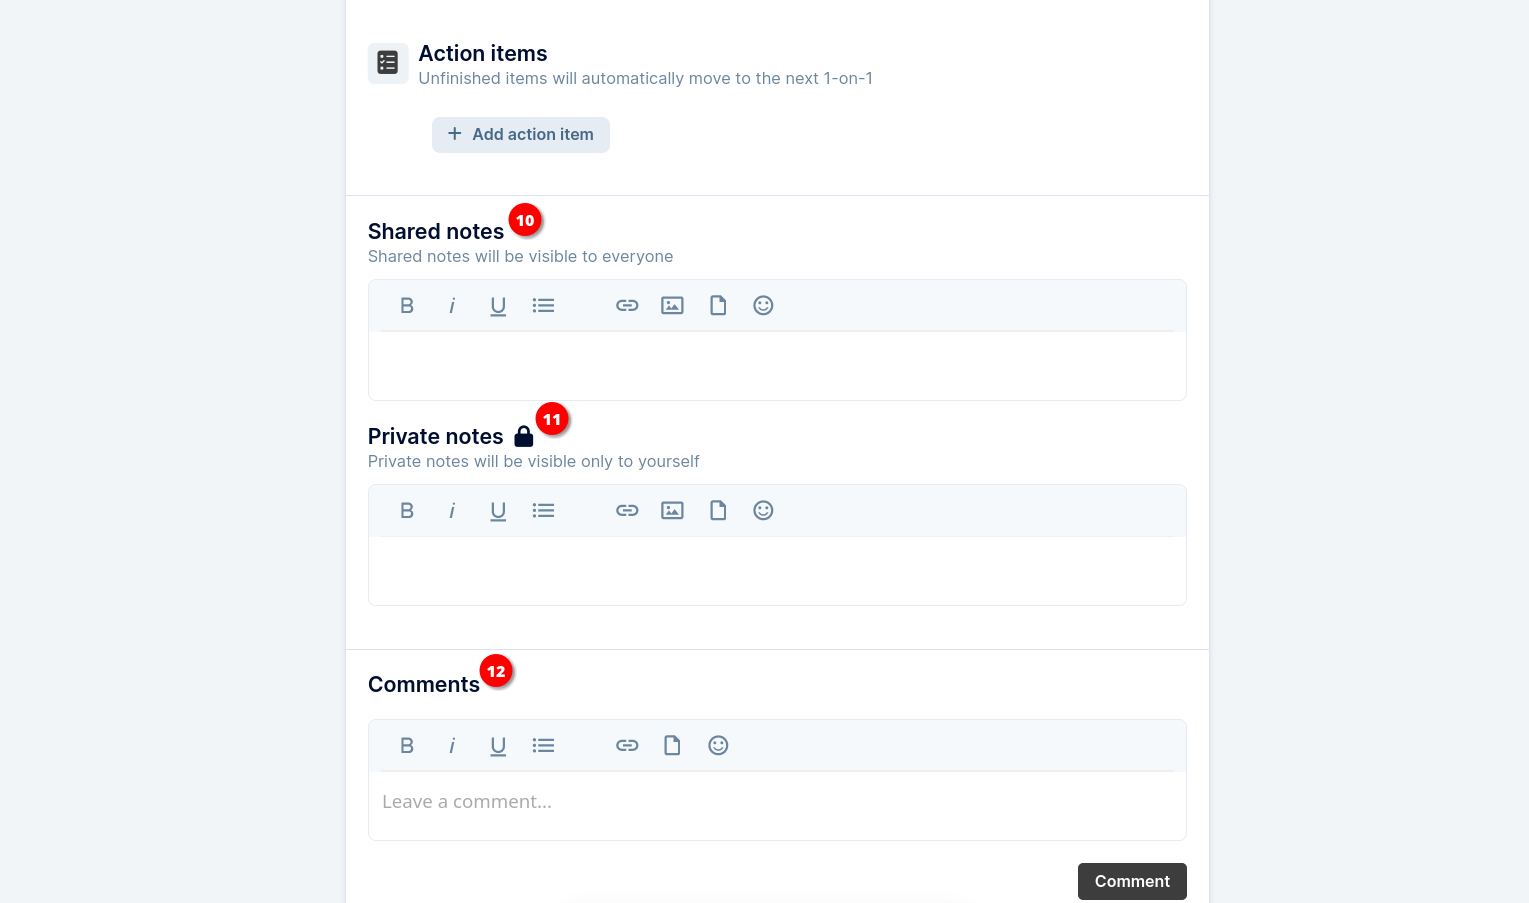 Action items
Unfinished items will automatically move to the next 1-on-1
+ Add action item
Shared notes 10
Shared notes will be visible to everyone
B i U
Private notes 11
Private notes will be visible only to yourself
B i U
Comments 12
B i U
Leave a comment...
Comment